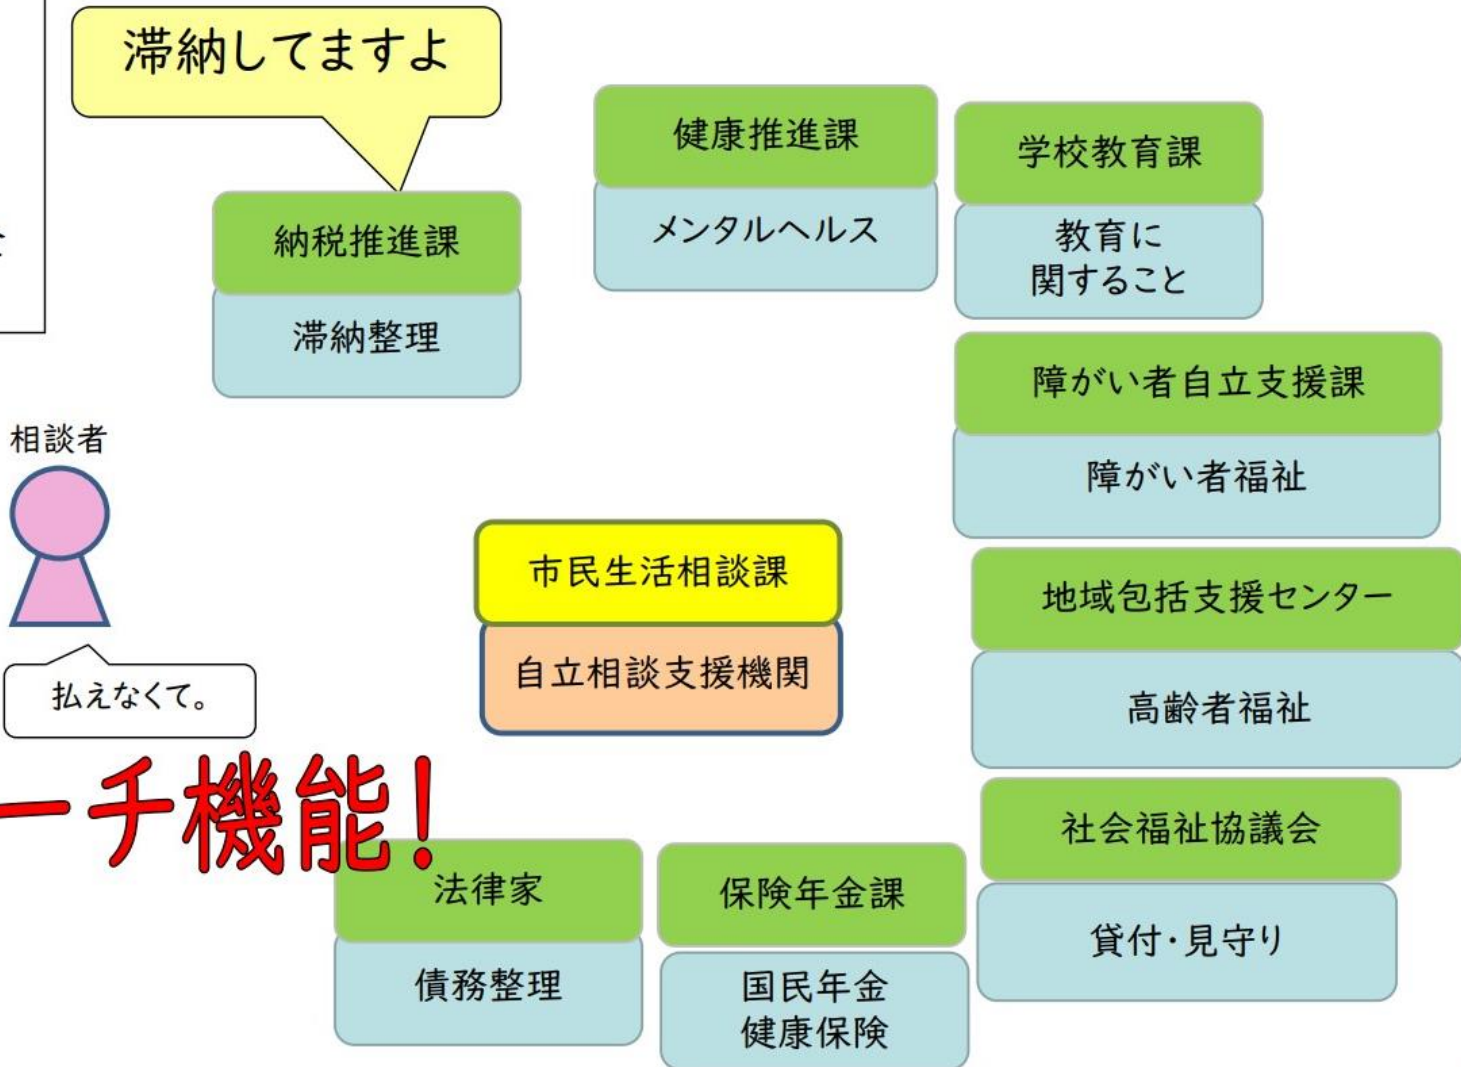 滞納してますよ
納税推進課
滞納整理
健康推進課
メンタルヘルス
学校教育課
教育に
関すること
障がい者自立支援課
障がい者福祉
相談者
払えなくて。
市民生活相談課
自立相談支援機関
地域包括支援センター
高齢者福祉
ーチ機能!
社会福祉協議会
貸付・見守り
法律家
債務整理
保険年金課
国民年金
健康保険